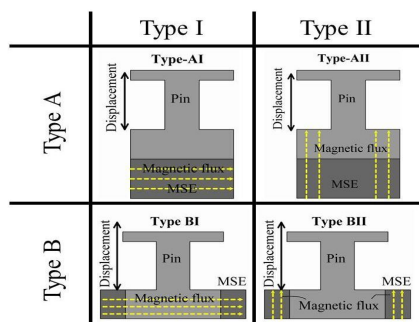 Type I
Type II
Type A
Type-AI
Displacement
Pin
Magnetic flux
MSE
Type-AII
Displacement
Pin
Magnetic flux
MSE
Type B
Type BI
Displacement
Pin
MSE
Magnetic flux
Type BII
Displacement
Pin
MSE
Magnetic flux